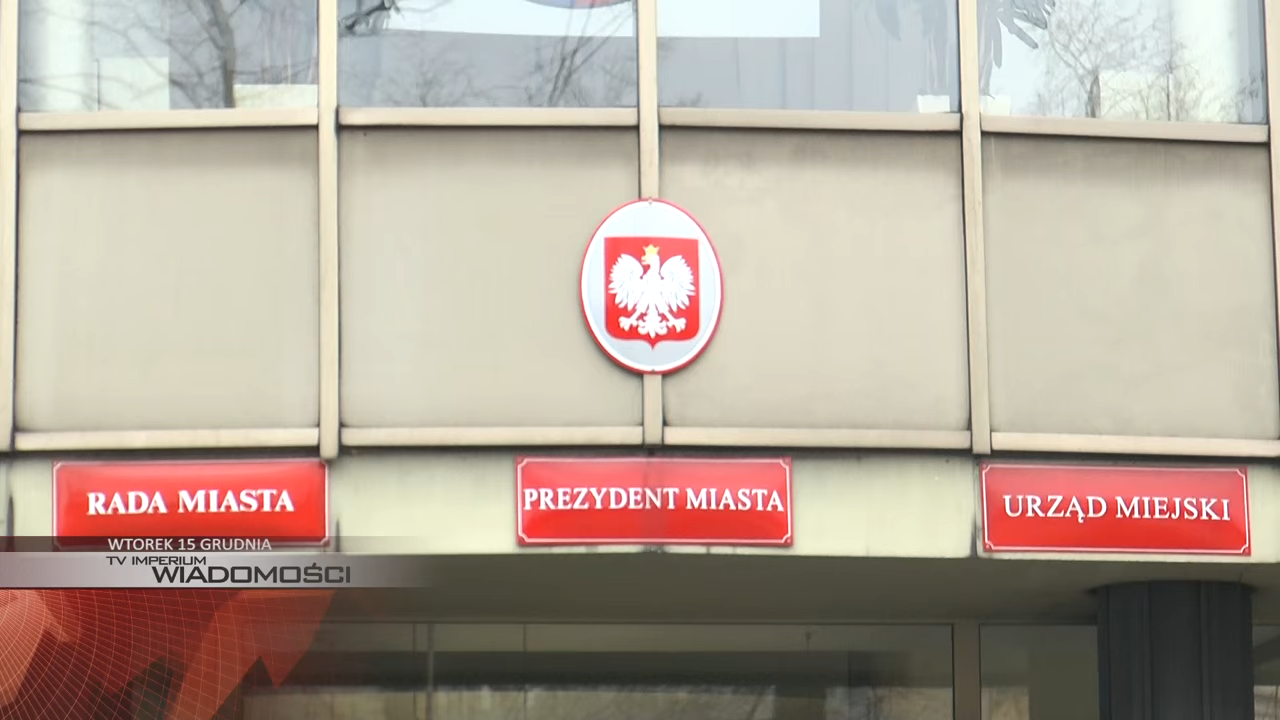 RADA MIASTA
PREZYDENT MIASTA
URZĄD MIEJSKI
WTOREK 15 GRUDNIA
TV IMPERIUM
WIADOMOŚCI